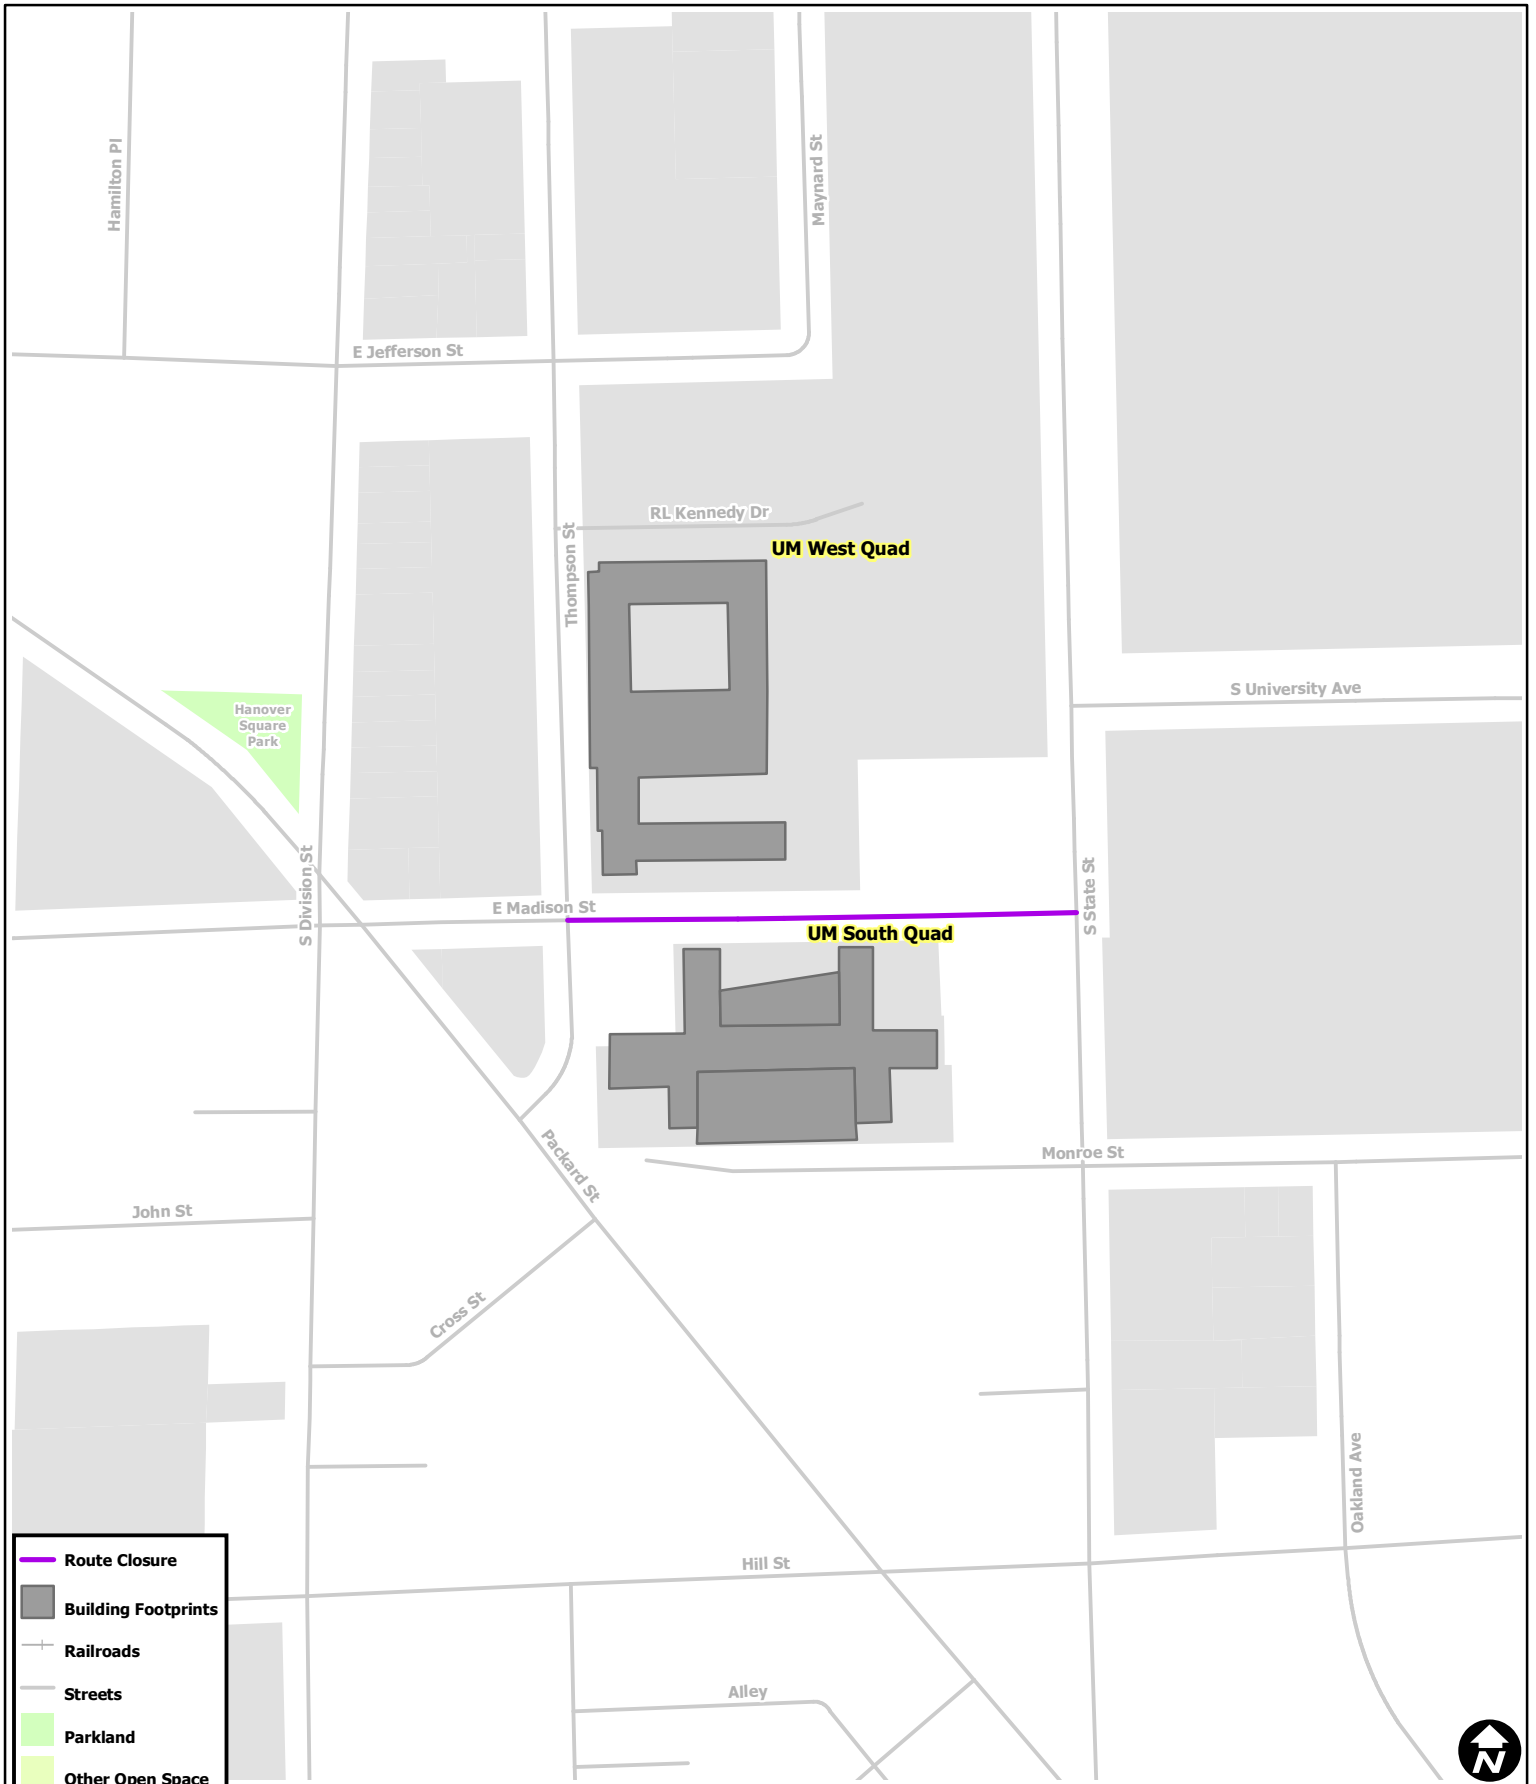 Hamilton Pl
Maynard St
E Jefferson St
RL Kennedy Dr
Thompson St
UM West Quad
S University Ave
Hanover
Square
Park
S Division St
E Madison St
S State St
UM South Quad
Packard St
Monroe St
John St
Cross St
Oakland Ave
Hill St
Alley
Route Closure
Building Footprints
Railroads
Streets
Parkland
Other Open Space
N